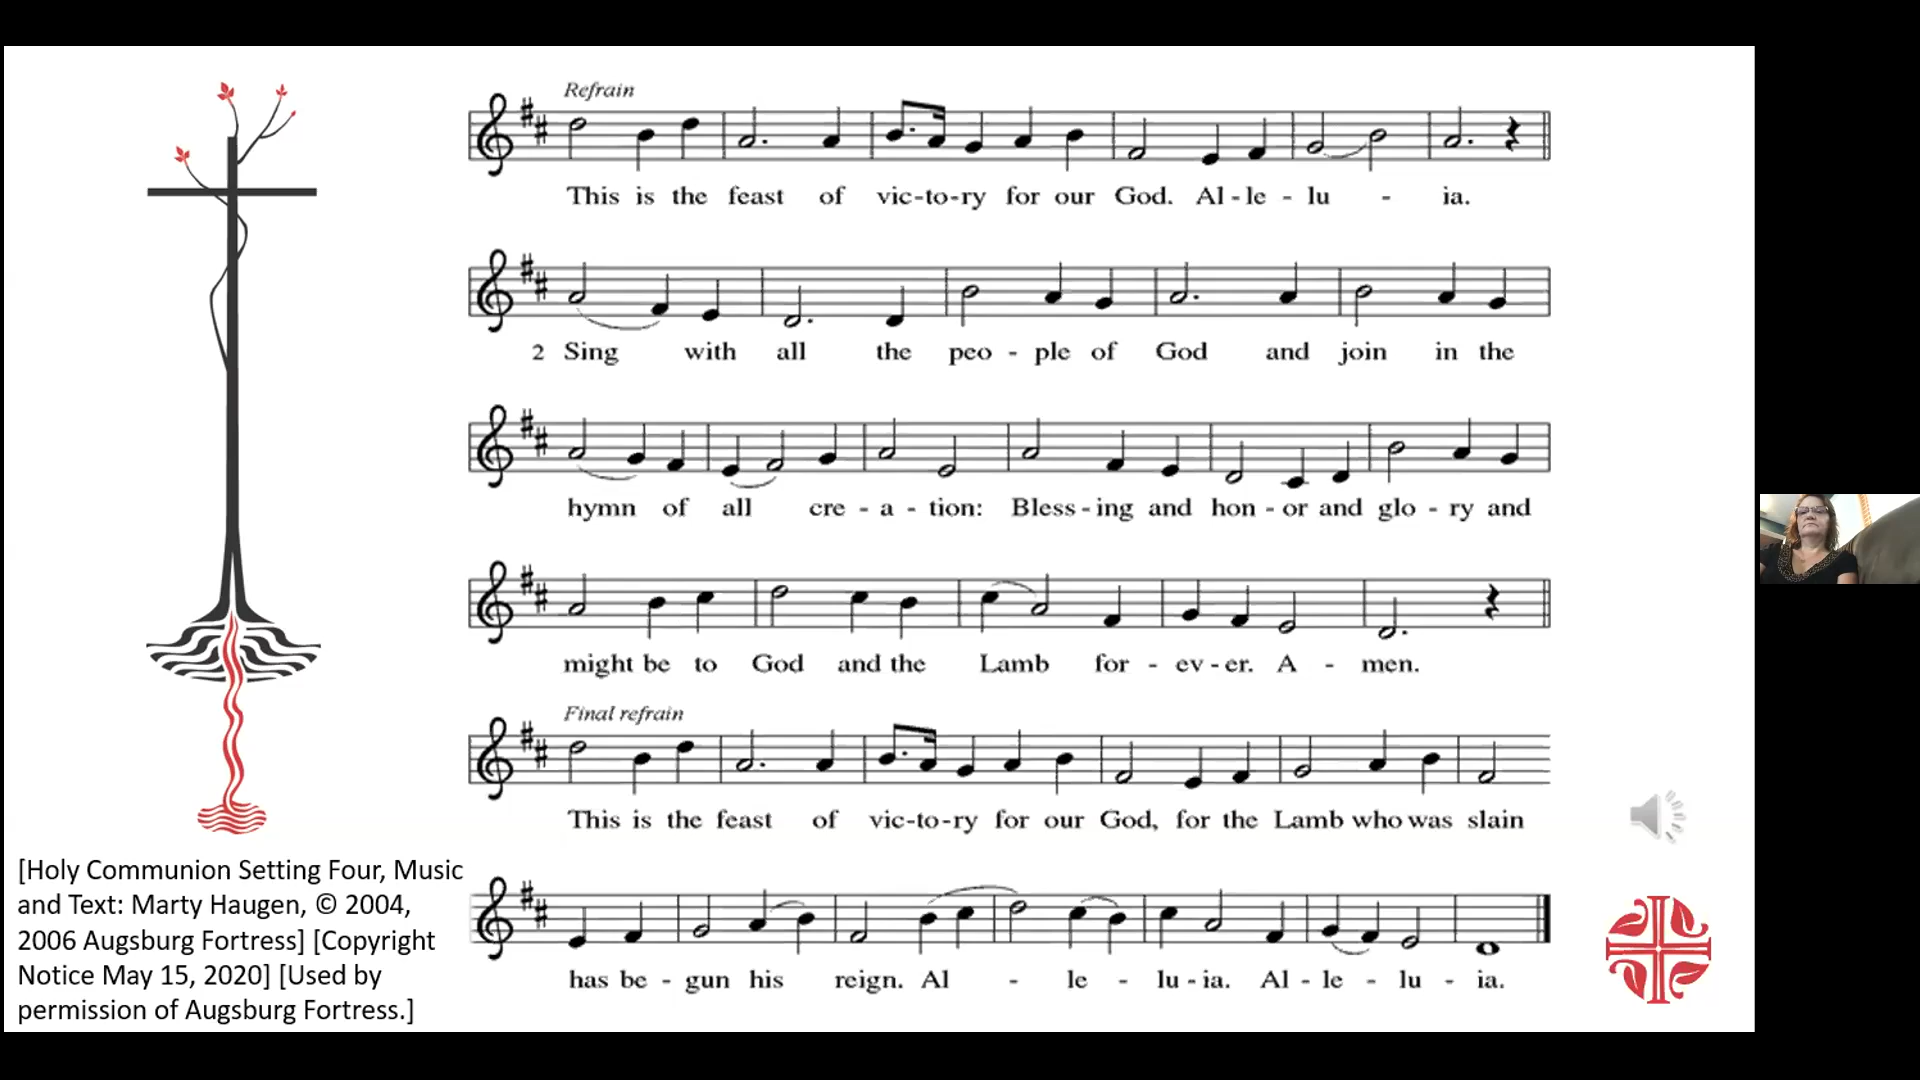 Refrain
This is the feast of vic-to-ry for our God. Al - le - lu - ia.
2 Sing with all the peo - ple of God and join in the
hymn of all cre - a - tion: Bless - ing and hon - or and glo - ry and
might be to God and the Lamb for - ev - er. A - men.
Final refrain
This is the feast of vic-to-ry for our God, for the Lamb who was slain
has be - gun his reign. Al - le - lu - ia. Al - le - lu - ia.
[Holy Communion Setting Four, Music
and Text: Marty Haugen, © 2004,
2006 Augsburg Fortress] [Copyright
Notice May 15, 2020] [Used by
permission of Augsburg Fortress.]